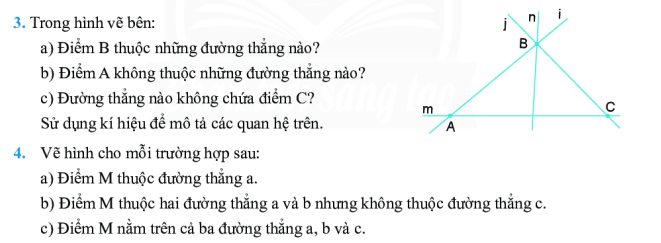 3. Trong hình vẽ bên:
a) Điểm B thuộc những đường thẳng nào?
b) Điểm A không thuộc những đường thẳng nào?
c) Đường thẳng nào không chứa điểm C?
Sử dụng kí hiệu để mô tả các quan hệ trên.
j n i
B
m
A
C
4. Vẽ hình cho mỗi trường hợp sau:
a) Điểm M thuộc đường thẳng a.
b) Điểm M thuộc hai đường thẳng a và b nhưng không thuộc đường thẳng c.
c) Điểm M nằm trên cả ba đường thẳng a, b và c.